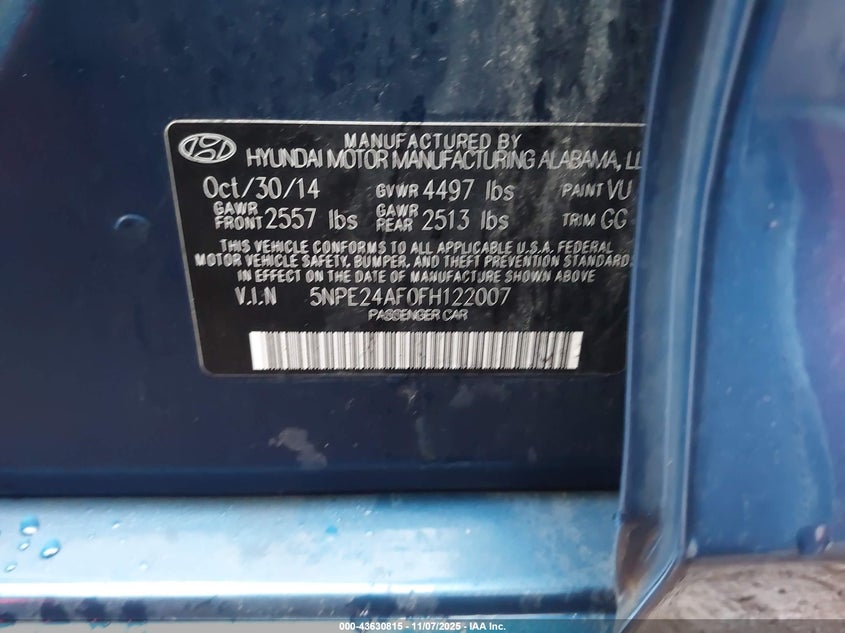 MANUFACTURED BY
HYUNDAI MOTOR MANUFACTURING ALABAMA, LL
Oct/30/14 GVWR 4497 lbs PAINT VU
GAWR FRONT 2557 lbs GAWR REAR 2513 lbs TRIM GG
THIS VEHICLE CONFORMS TO ALL APPLICABLE U.S.A. FEDERAL
MOTOR VEHICLE SAFETY, BUMPER, AND THEFT PREVENTION STANDARDS
IN EFFECT ON THE DATE OF MANUFACTURE SHOWN ABOVE
V.I.N 5NPE24AF0FH122007
PASSENGER CAR
000-43630815 - 11/07/2025 - © IAA Inc.